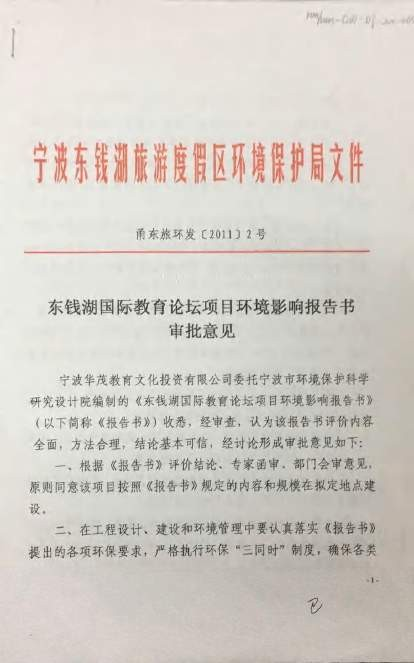 宁波东钱湖旅游度假区环境保护局文件
甬东旅环发〔2011〕2号
东钱湖国际教育论坛项目环境影响报告书
审批意见
宁波华茂教育文化投资有限公司委托宁波市环境保护科学
研究设计院编制的《东钱湖国际教育论坛项目环境影响报告书》
(以下简称《报告书》)收悉,经审查,认为该报告书评价内容
全面,方法合理,结论基本可信,经讨论形成审批意见如下:
一、根据《报告书》评价结论、专家函审、部门会审意见,
原则同意该项目按照《报告书》规定的内容和规模在拟定地点建
设。
二、在工程设计、建设和环境管理中要认真落实《报告书》
提出的各项环保要求,严格执行环保“三同时”制度,确保各类
-1-